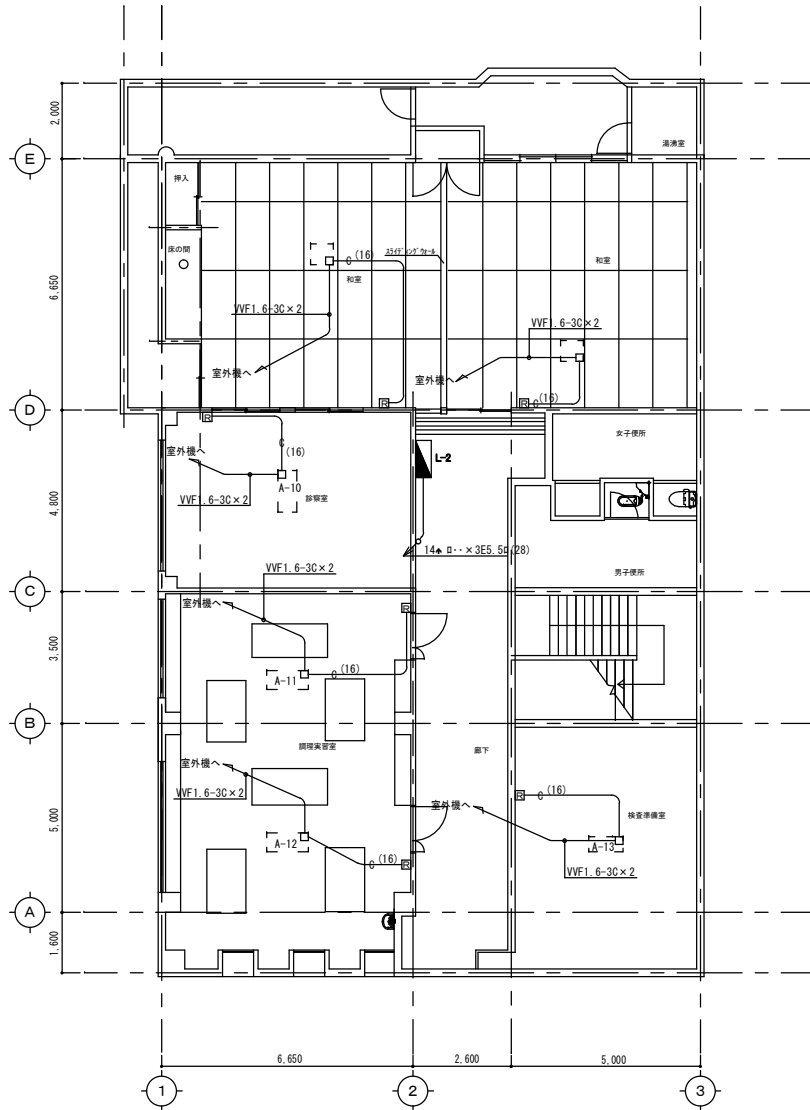 2,000
湯沸室
E
押入
床の間
(16)
C
和室
スライディングウォール
和室
6,650
VVF1.6-3C×2
VVF1.6-3C×2
室外機へ
室外機へ
R
R
C
(16)
D
R
女子便所
C
(16)
室外機へ
L-2
A-10
VVF1.6-3C×2
診察室
4,800
×3E5.5
(28)
VVF1.6-3C×2
男子便所
C
室外機へ
R
3,500
(16)
C
A-11
B
調理実習室
廊下
室外機へ
VVF1.6-3C×2
R
(16)
C
室外機へ
5,000
検査準備室
A-12
(16)
C
R
A-13
VVF1.6-3C×2
A
1,600
6,650
2,600
5,000
1
2
3